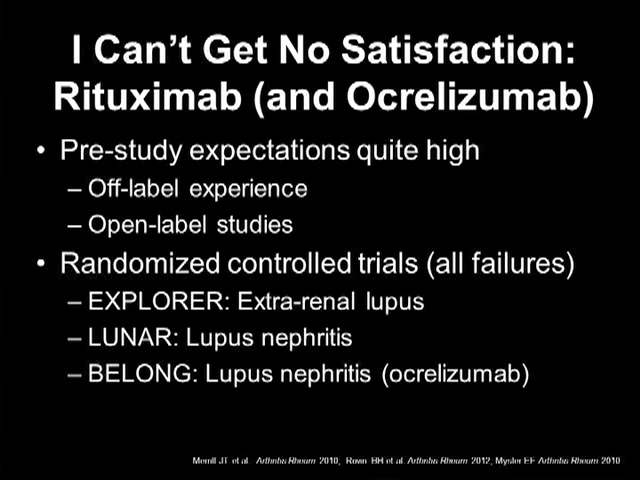 I Can't Get No Satisfaction:
Rituximab (and Ocrelizumab)
• Pre-study expectations quite high
– Off-label experience
– Open-label studies
• Randomized controlled trials (all failures)
– EXPLORER: Extra-renal lupus
– LUNAR: Lupus nephritis
– BELONG: Lupus nephritis (ocrelizumab)
Merrill JT et al. Arthritis Rheum 2010; Rovin BH et al. Arthritis Rheum 2012; Mysler EF Arthritis Rheum 2010